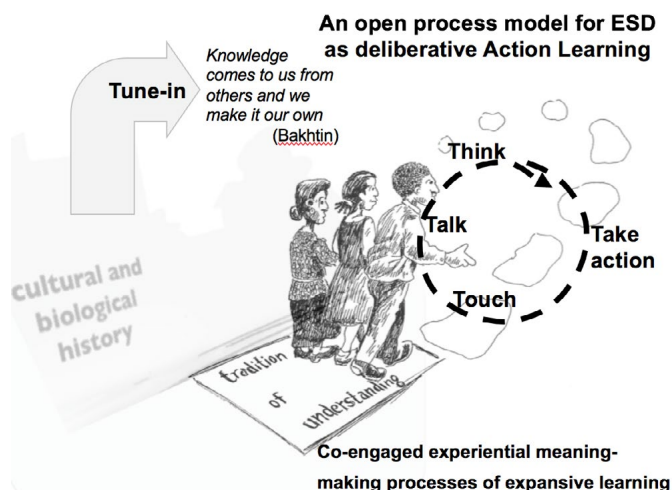 An open process model for ESD
as deliberative Action Learning
Tune-in
Knowledge
comes to us from
others and we
make it our own
(Bakhtin)
Think
Talk
Take
action
Touch
cultural and
biological
history
tradition
of
understanding
Co-engaged experiential meaning-
making processes of expansive learning